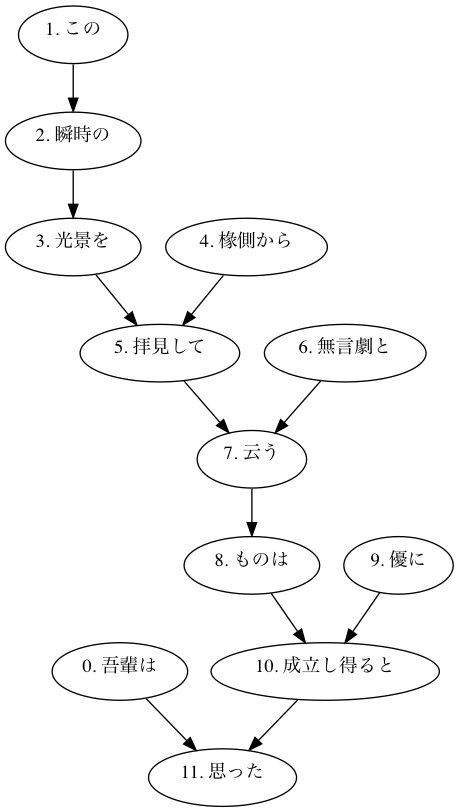 1. この
2. 瞬時の
3. 光景を
4. 椽側から
5. 拝見して
6. 無言劇と
7. 云う
8. ものは
9. 優に
0. 吾輩は
10. 成立し得ると
11. 思った